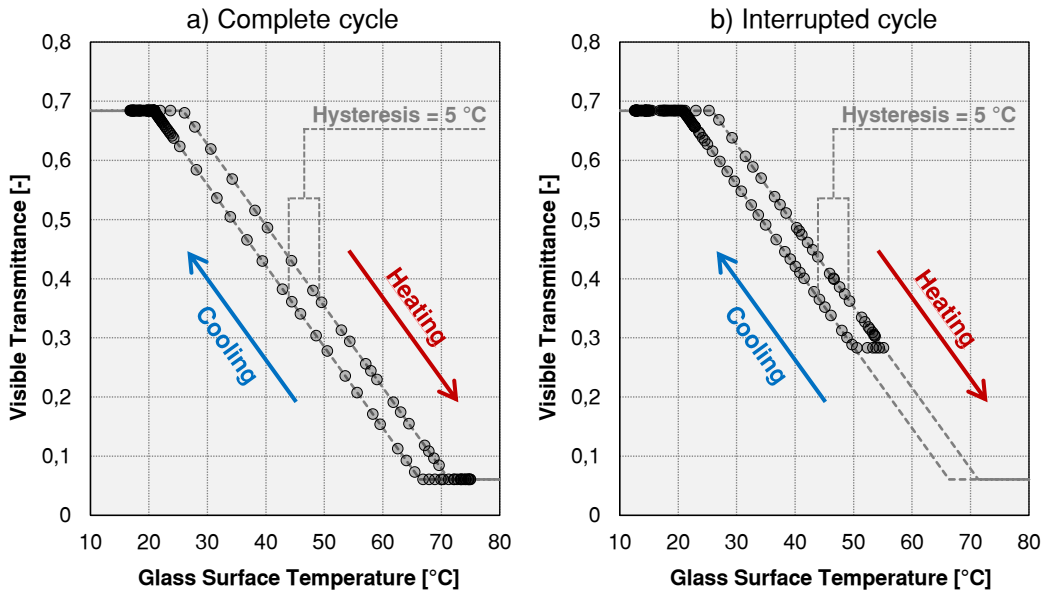 a) Complete cycle
0,8
0,7
0,6
0,5
0,4
0,3
0,2
0,1
0
Visible Transmittance [-]
Hysteresis = 5 °C
Cooling
Heating
10 20 30 40 50 60 70 80
Glass Surface Temperature [°C]
b) Interrupted cycle
0,8
0,7
0,6
0,5
0,4
0,3
0,2
0,1
0
Visible Transmittance [-]
Hysteresis = 5 °C
Cooling
Heating
10 20 30 40 50 60 70 80
Glass Surface Temperature [°C]